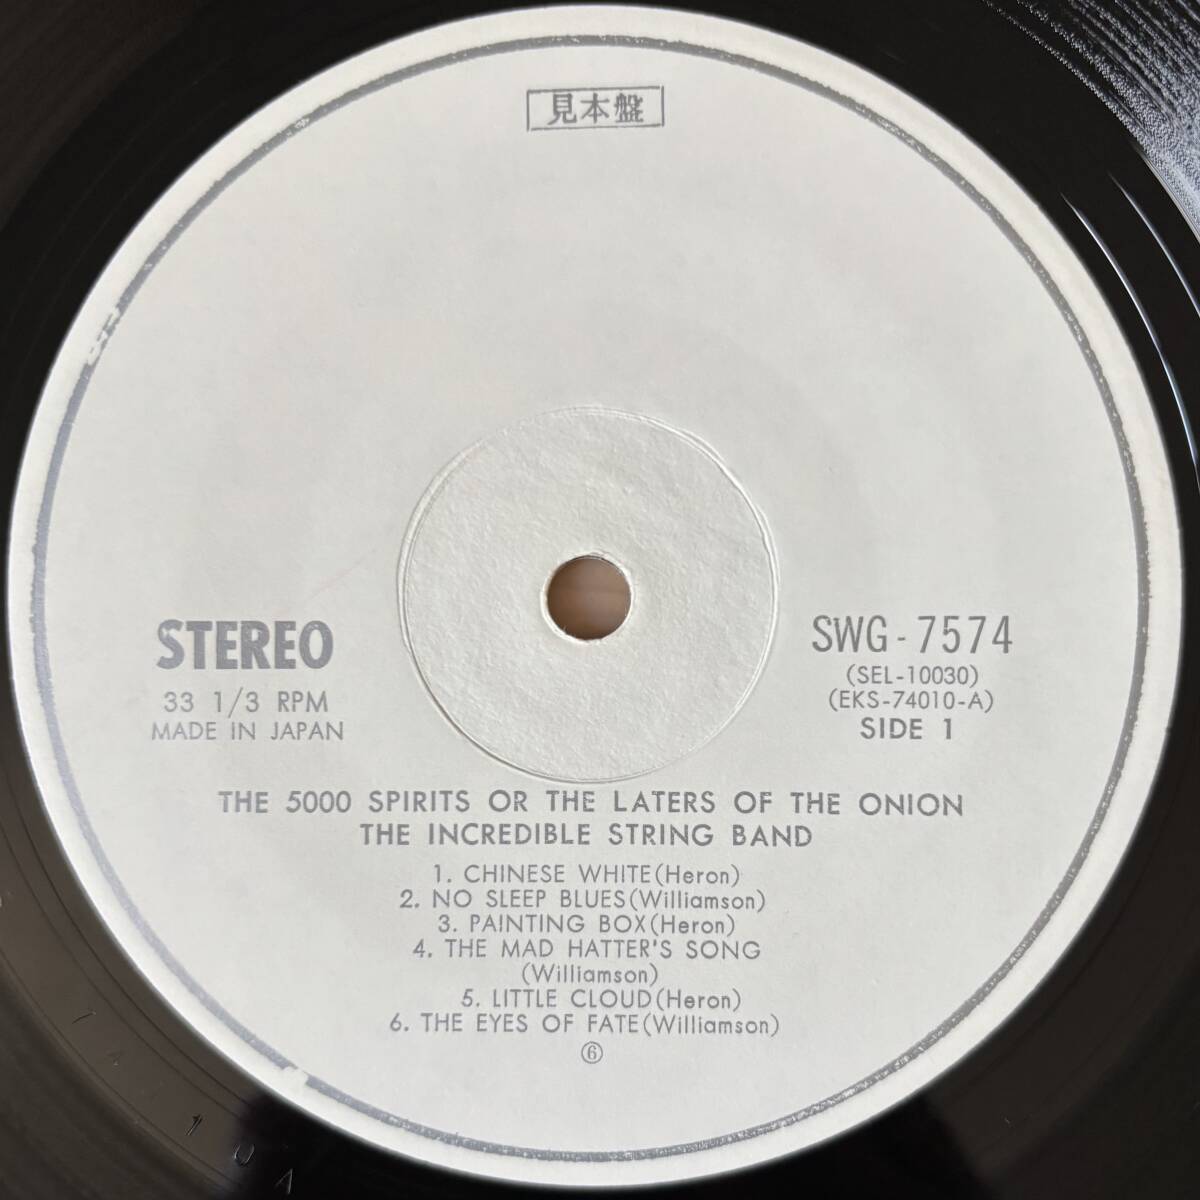 見本盤
STEREO
33 1/3 RPM
MADE IN JAPAN
SWG-7574
(SEL-10030)
(EKS-74010-A)
SIDE 1
THE 5000 SPIRITS OR THE LATERS OF THE ONION
THE INCREDIBLE STRING BAND
1. CHINESE WHITE(Heron)
2. NO SLEEP BLUES(Williamson)
3. PAINTING BOX(Heron)
4. THE MAD HATTER'S SONG
(Williamson)
5. LITTLE CLOUD(Heron)
6. THE EYES OF FATE(Williamson)
⑥